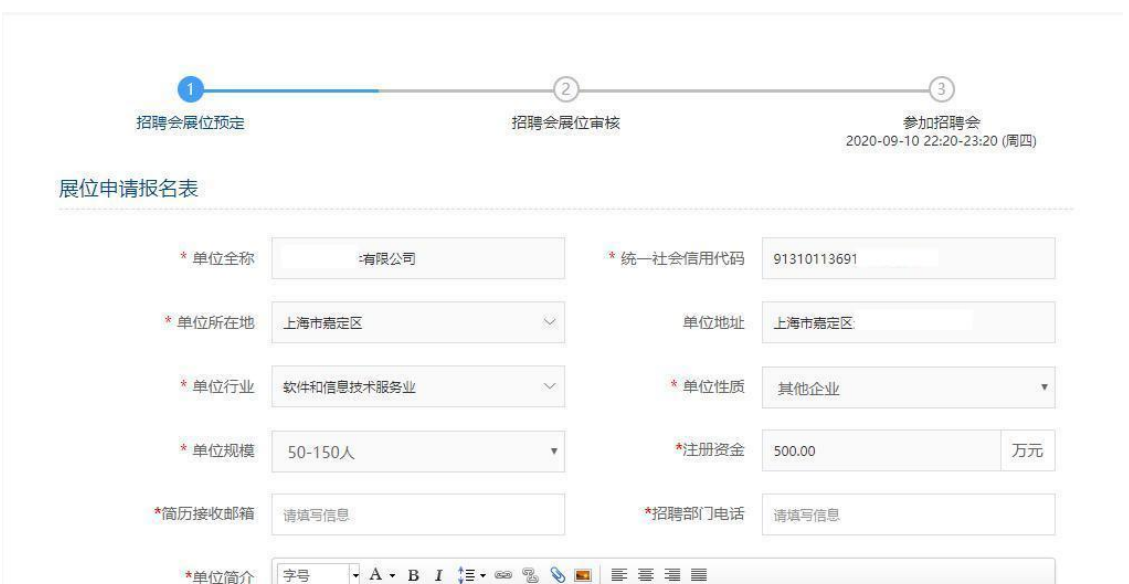 1 2 3
招聘会展位预定 招聘会展位审核 参加招聘会
2020-09-10 22:20-23:20 (周四)
展位申请报名表
* 单位全称 有限公司 * 统一社会信用代码 91310113691
* 单位所在地 上海市嘉定区 单位地址 上海市嘉定区
* 单位行业 软件和信息技术服务业 * 单位性质 其他企业
* 单位规模 50-150人 *注册资金 500.00 万元
*简历接收邮箱 请填写信息 *招聘部门电话 请填写信息
*单位简介 字号 A B I